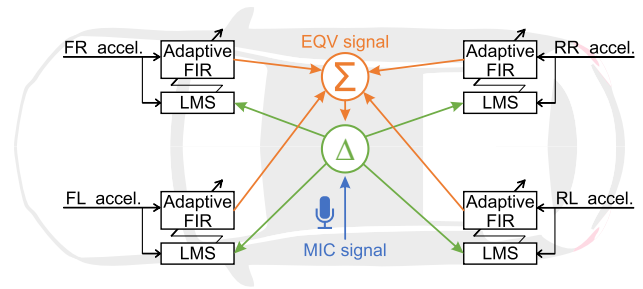 FR accel.
Adaptive
FIR
LMS
EQV signal
Σ
Δ
RR accel.
Adaptive
FIR
LMS
FL accel.
Adaptive
FIR
LMS
MIC signal
RL accel.
Adaptive
FIR
LMS